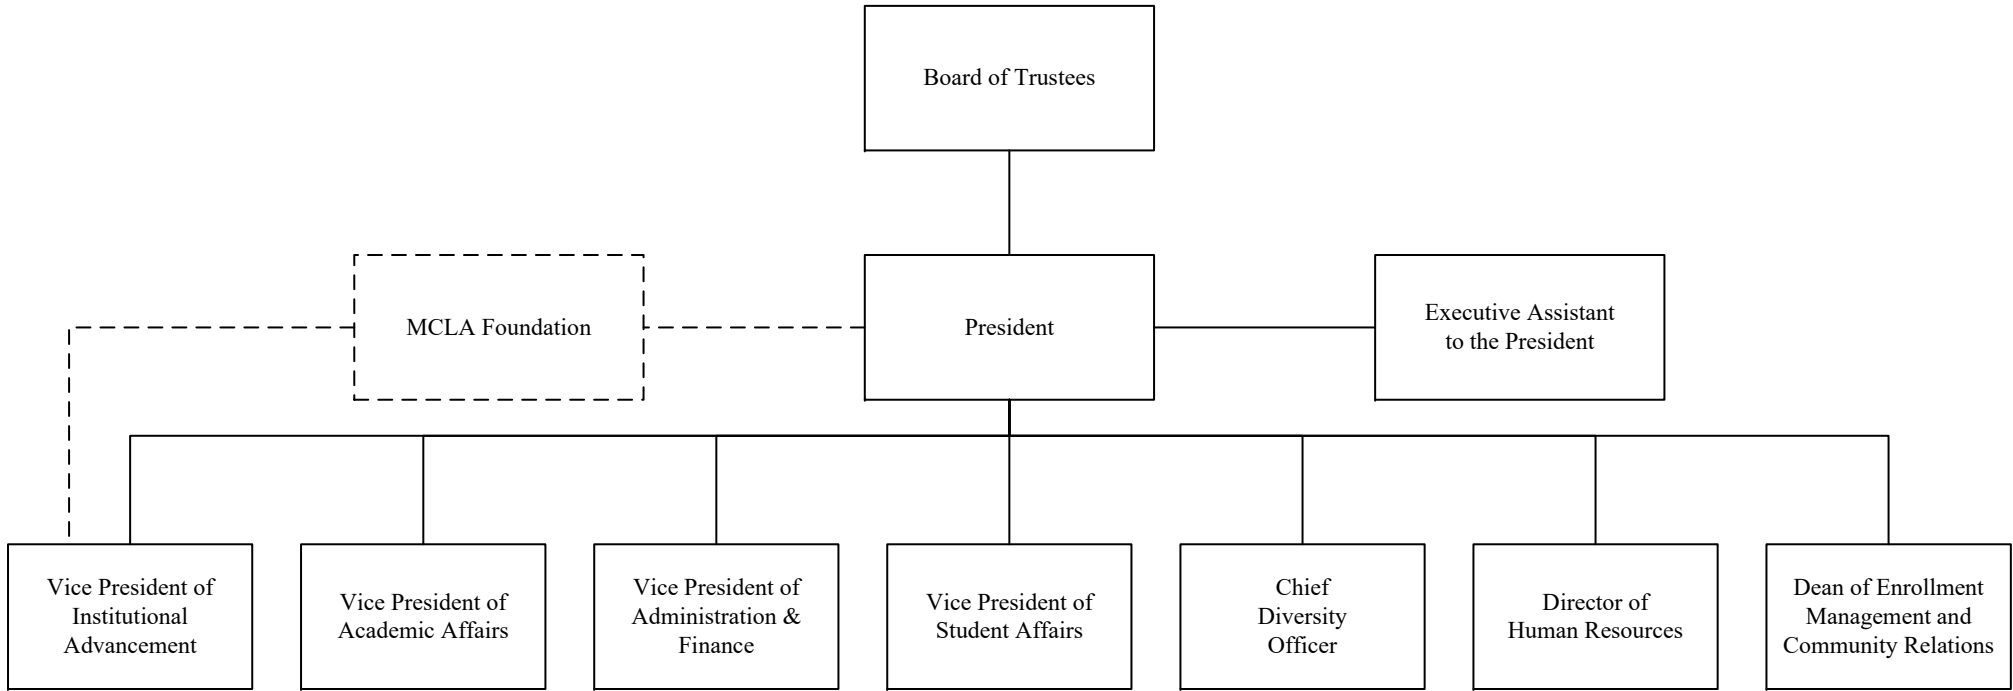 Board of Trustees
MCLA Foundation
President
Executive Assistant
to the President
Vice President of
Institutional
Advancement
Vice President of
Academic Affairs
Vice President of
Administration &
Finance
Vice President of
Student Affairs
Chief
Diversity
Officer
Director of
Human Resources
Dean of Enrollment
Management and
Community Relations